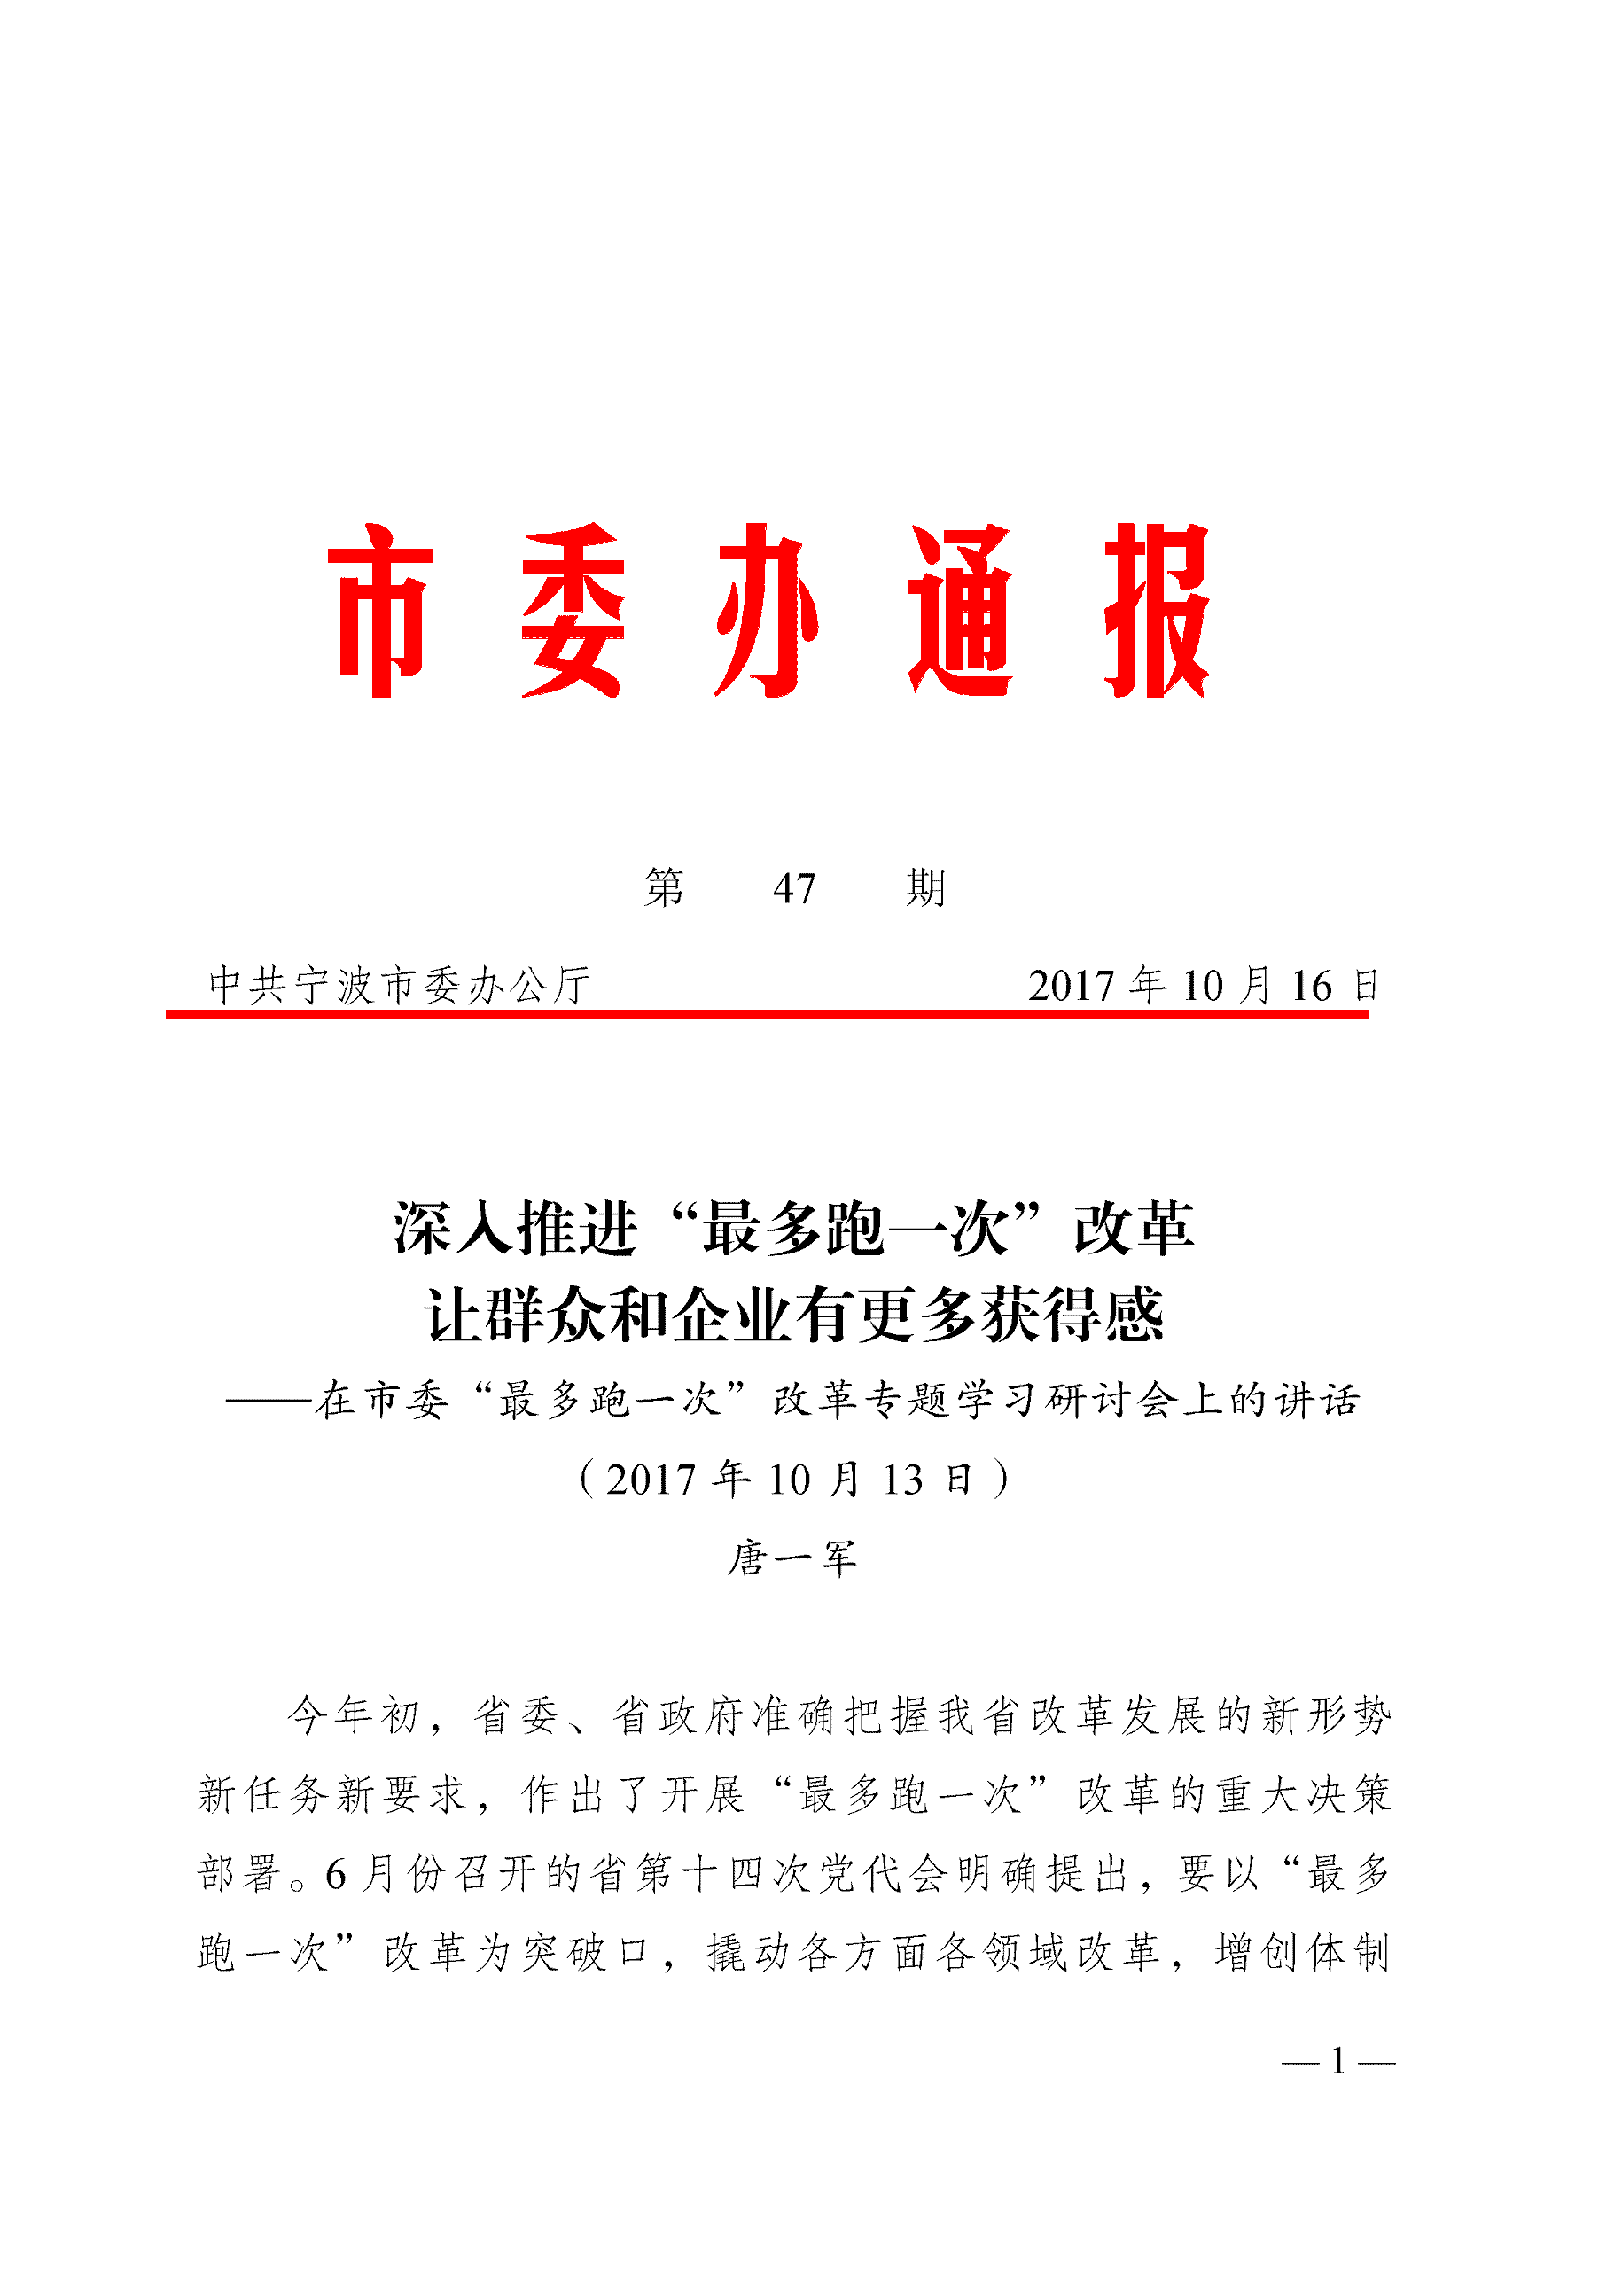 市委办通报
第 47 期
中共宁波市委办公厅 2017 年 10 月 16 日
深入推进“最多跑一次”改革
让群众和企业有更多获得感
——在市委“最多跑一次”改革专题学习研讨会上的讲话
（2017 年 10 月 13 日）
唐一军
今年初，省委、省政府准确把握我省改革发展的新形势
新任务新要求，作出了开展“最多跑一次”改革的重大决策
部署。6 月份召开的省第十四次党代会明确提出，要以“最多
跑一次”改革为突破口，撬动各方面各领域改革，增创体制
— 1 —